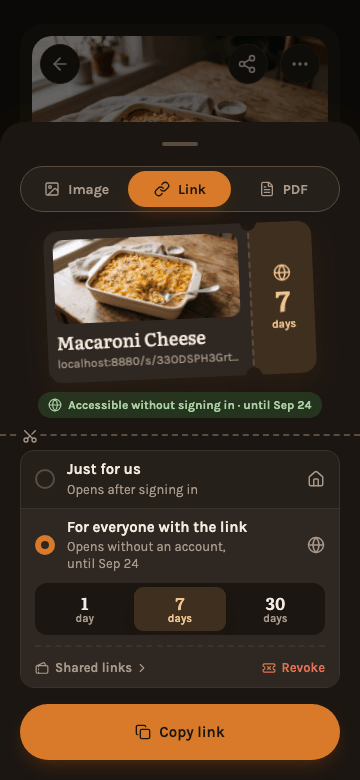 Image
Link
PDF
7
days
Macaroni Cheese
localhost:8880/s/330DSPH3Grt...
Accessible without signing in · until Sep 24
Just for us
Opens after signing in
For everyone with the link
Opens without an account,
until Sep 24
1
day
7
days
30
days
Shared links
Revoke
Copy link